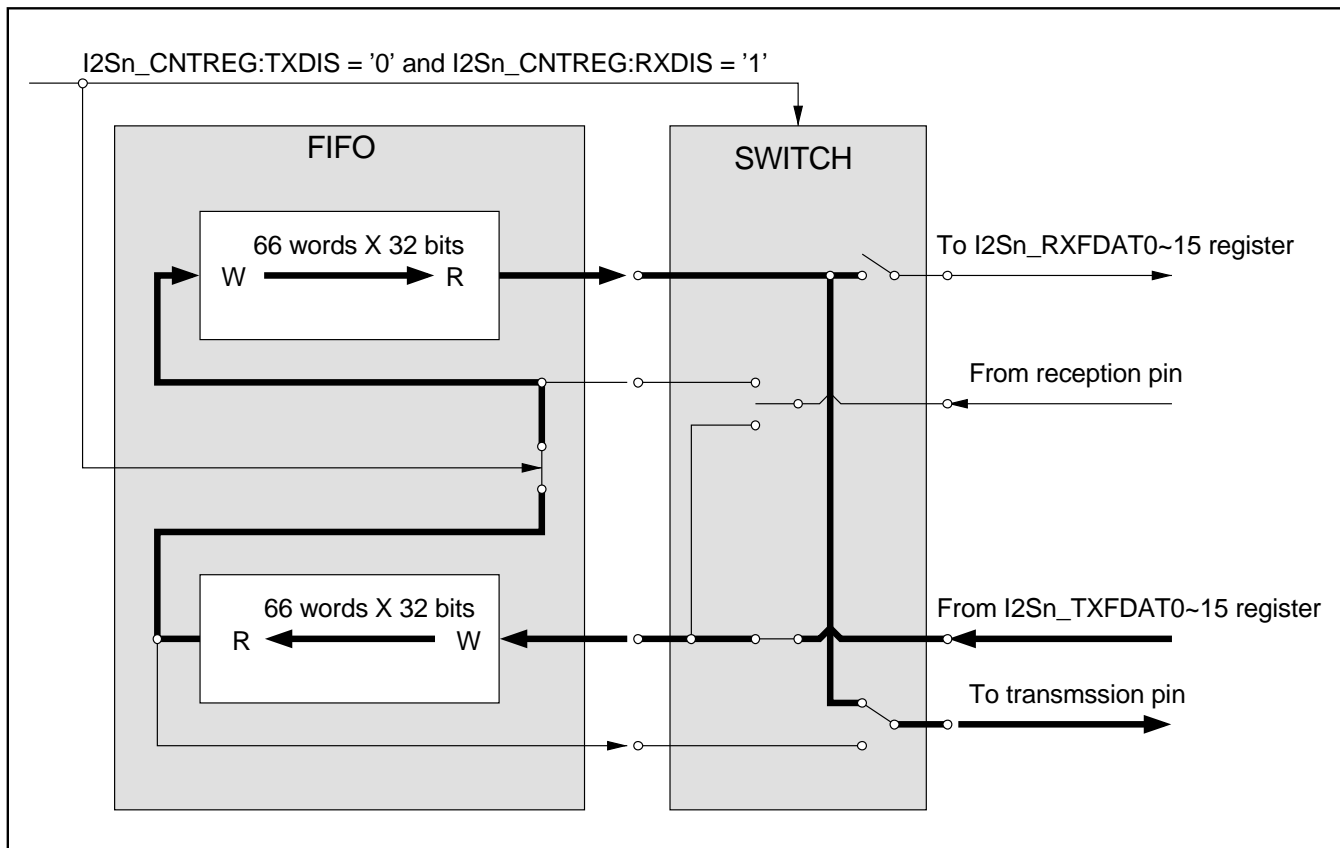 I2Sn_CNTREG:TXDIS = '0' and I2Sn_CNTREG:RXDIS = '1'
FIFO
SWITCH
66 words X 32 bits
W
R
To I2Sn_RXFDAT0~15 register
From reception pin
66 words X 32 bits
R
W
From I2Sn_TXFDAT0~15 register
To transmssion pin